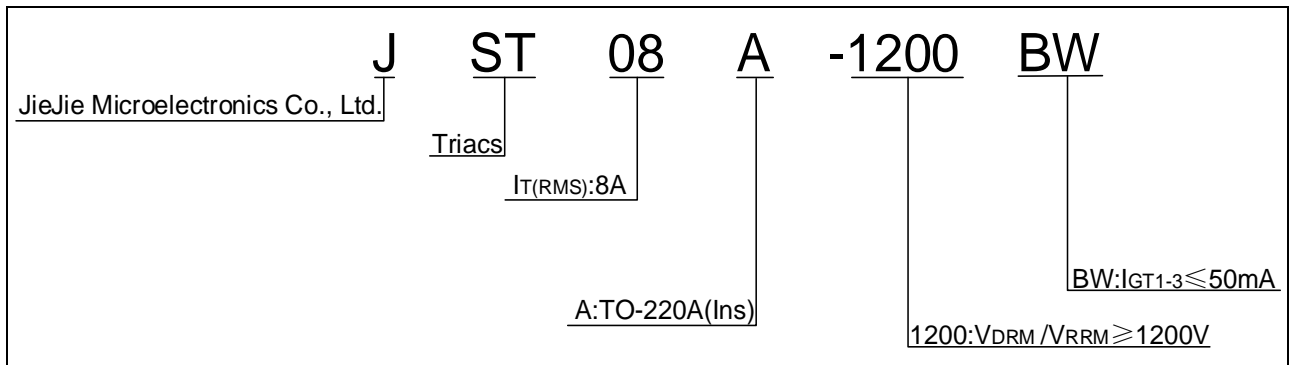 J ST 08 A -1200 BW
JieJie Microelectronics Co., Ltd.
Triacs
IT(RMS):8A
BW:IGT1-3≤50mA
A:TO-220A(Ins)
1200:VDRM /VRRM≥1200V